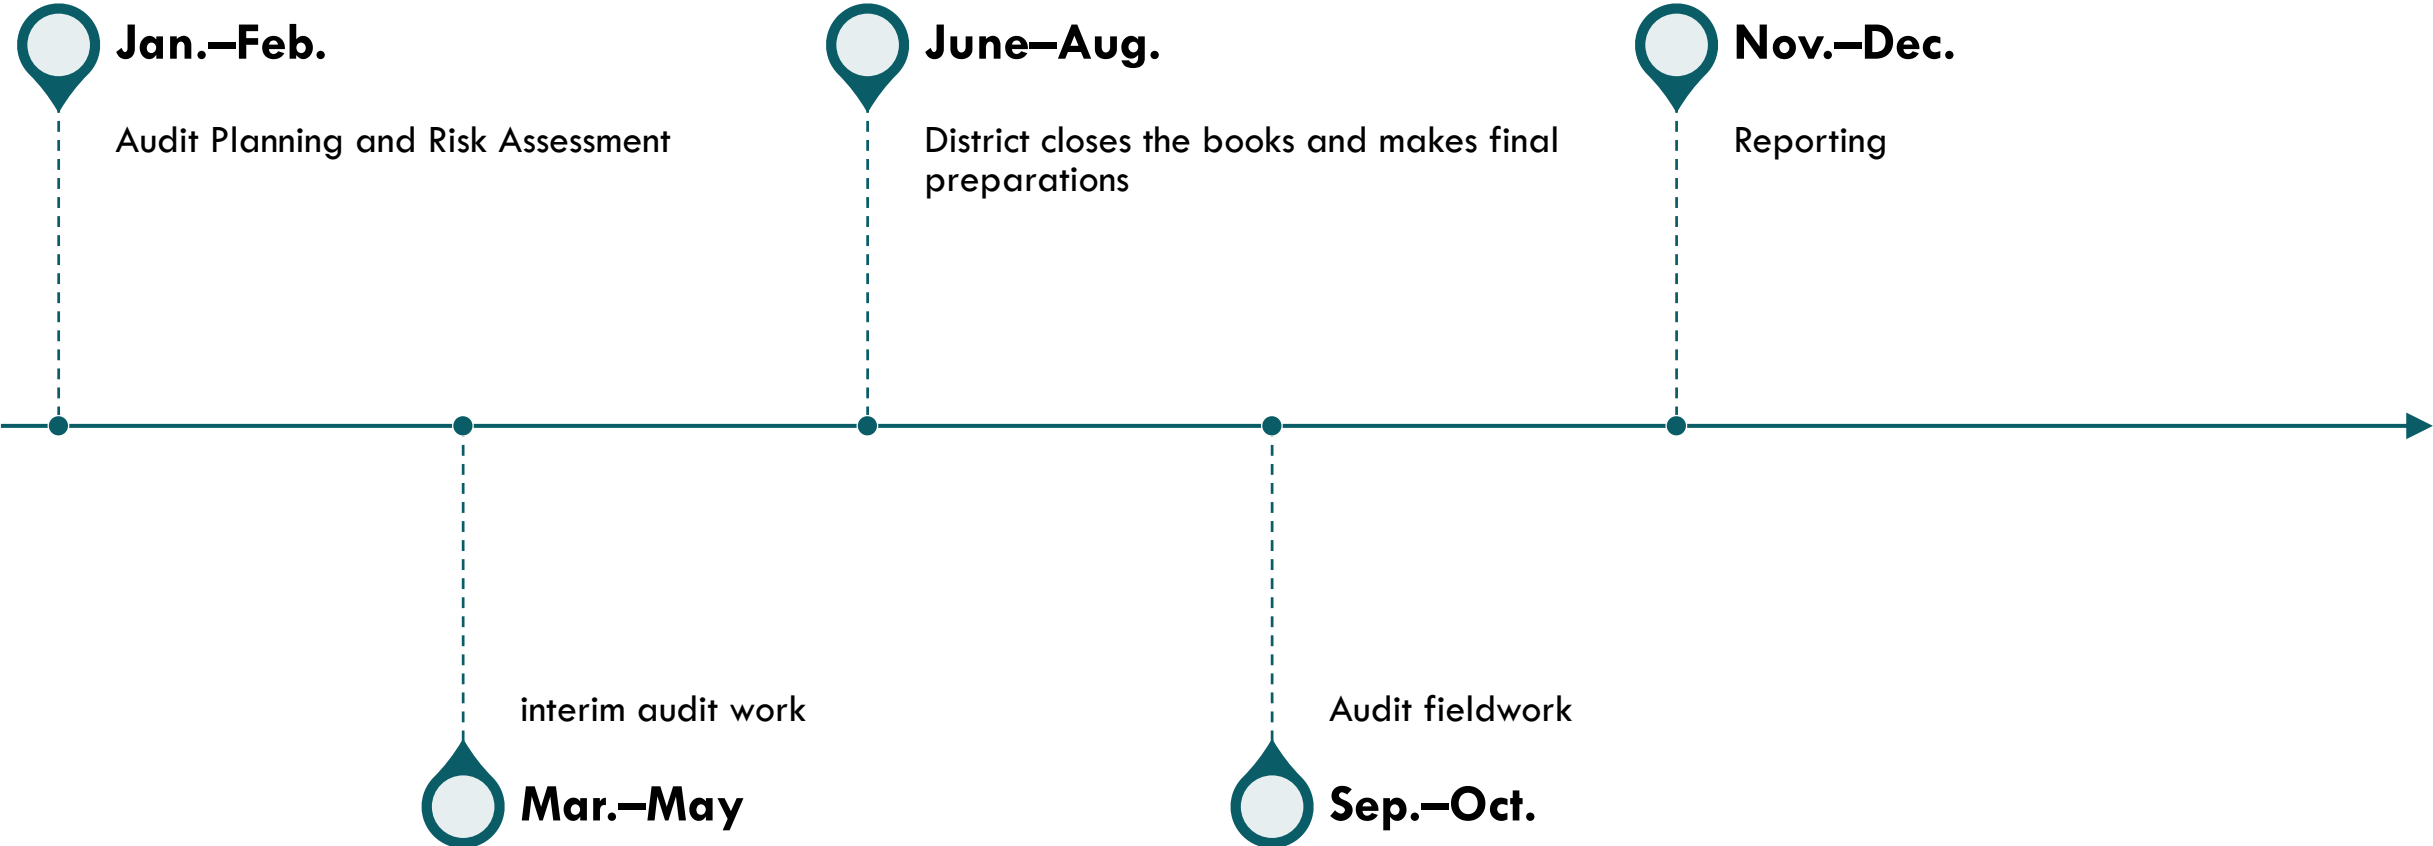 Jan.–Feb.
Audit Planning and Risk Assessment
interim audit work
Mar.–May
June–Aug.
District closes the books and makes final
preparations
Audit fieldwork
Sep.–Oct.
Nov.–Dec.
Reporting